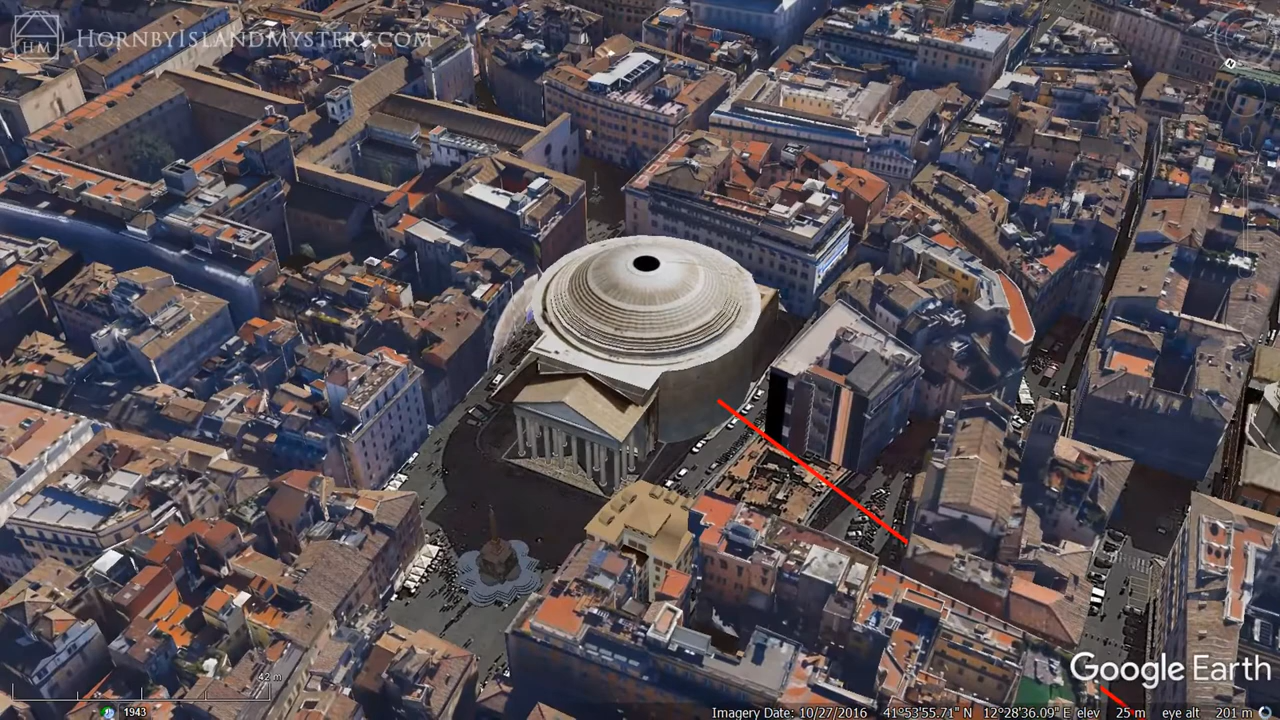 HM
HORNBYISLANDMYSTERY.COM
N
42 m
Google Earth
1943
Imagery Date: 10/27/2016 41°53'55.71" N 12°28'36.09" E elev 25 m eye alt 201 m